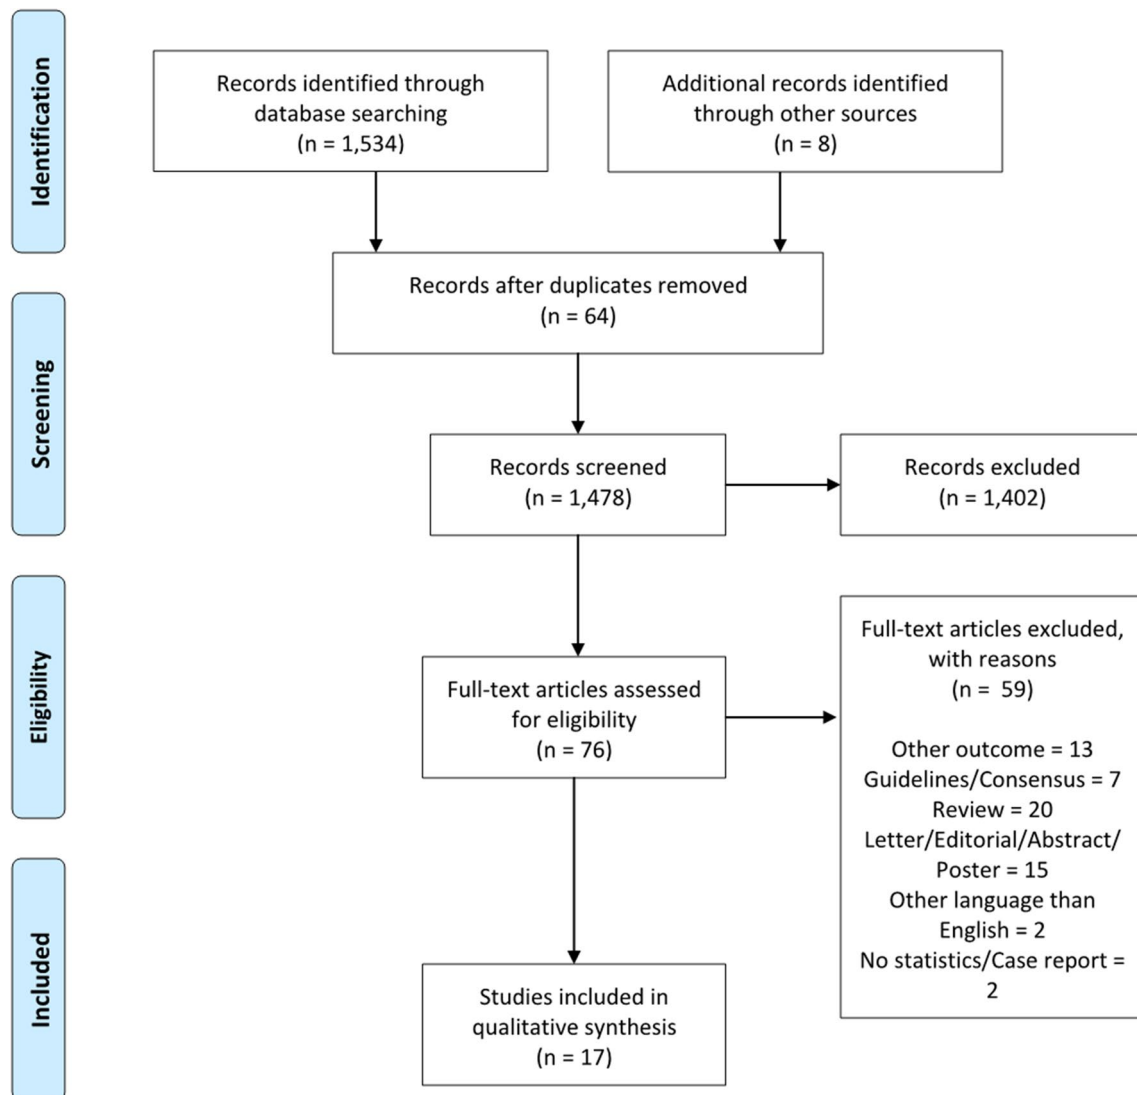 Identification
Records identified through
database searching
(n = 1,534)
Additional records identified
through other sources
(n = 8)
Records after duplicates removed
(n = 64)
Screening
Records screened
(n = 1,478)
Records excluded
(n = 1,402)
Eligibility
Full-text articles assessed
for eligibility
(n = 76)
Full-text articles excluded,
with reasons
(n =  59)
Other outcome = 13
Guidelines/Consensus = 7
Review = 20
Letter/Editorial/Abstract/
Poster = 15
Other language than
English = 2
No statistics/Case report =
2
Included
Studies included in
qualitative synthesis
(n = 17)